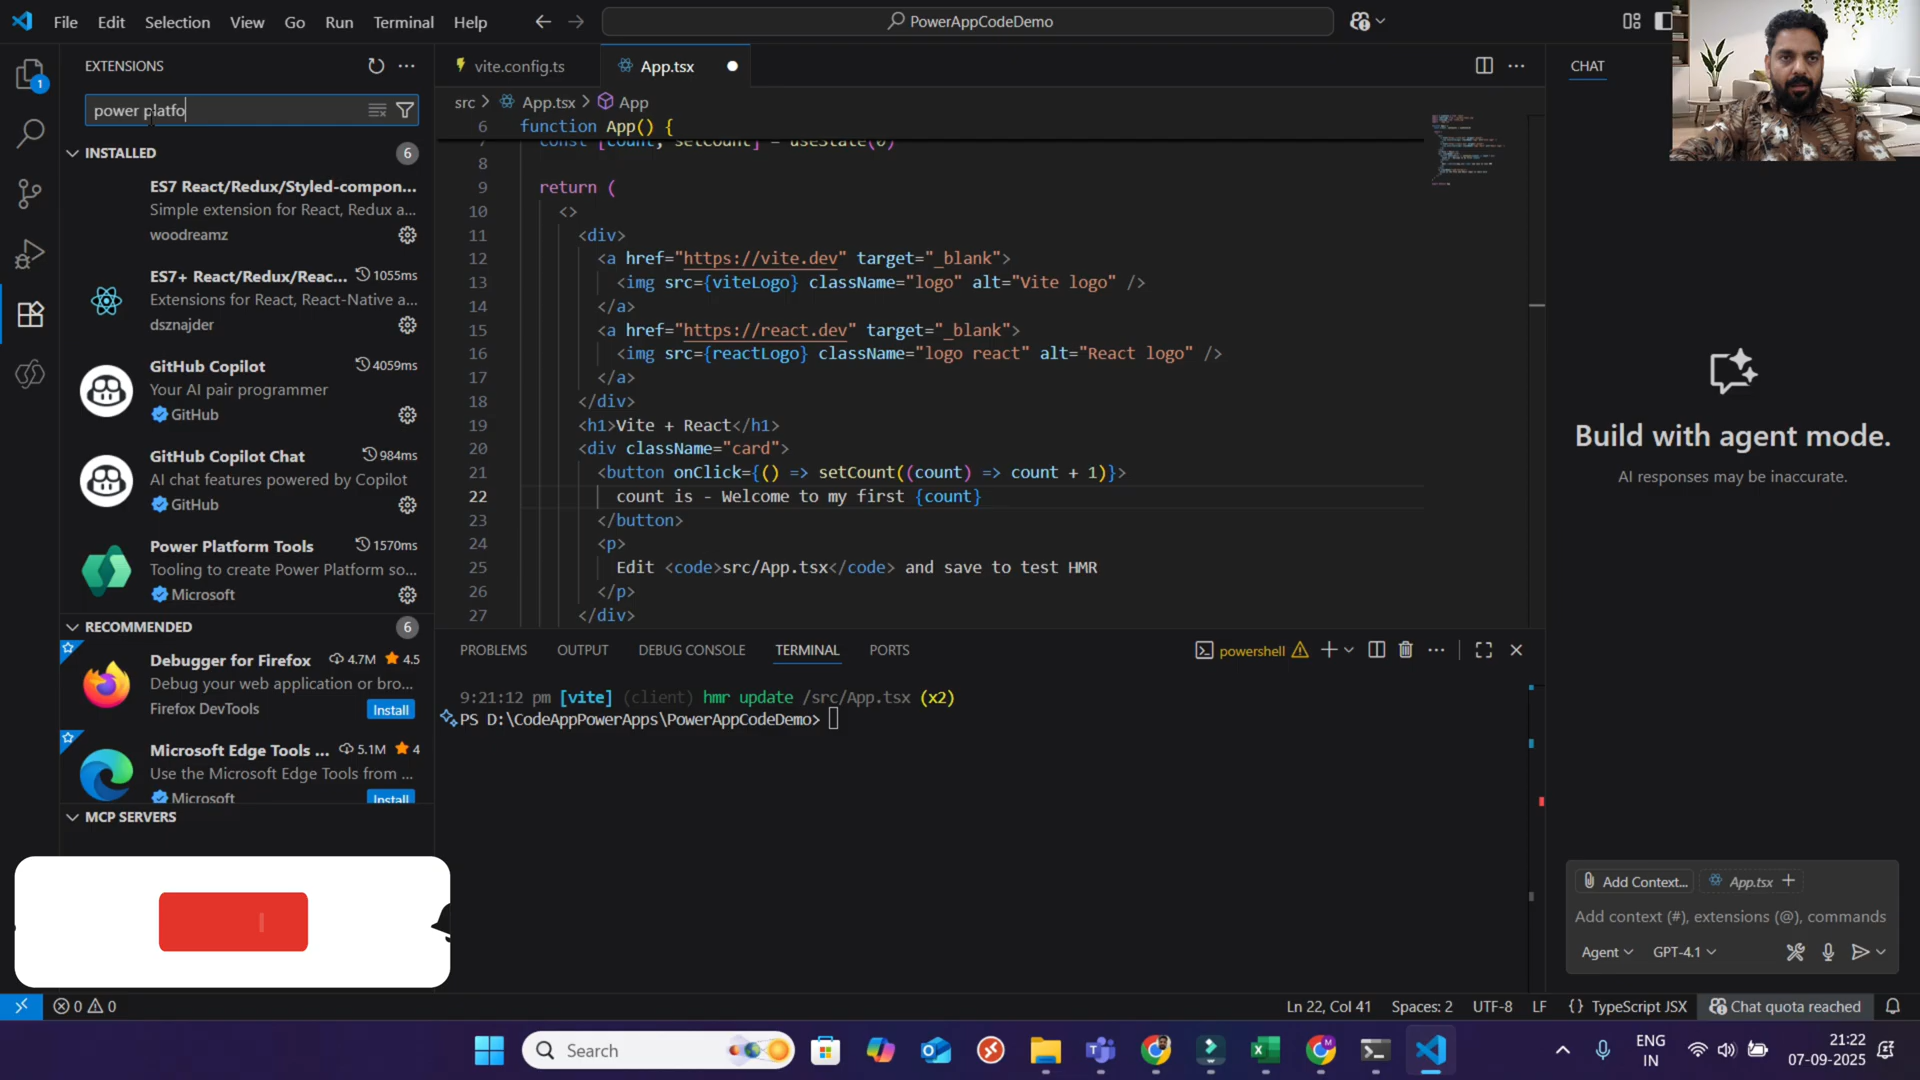 File Edit Selection View Go Run Terminal Help
PowerAppCodeDemo
EXTENSIONS
power platfo
1
INSTALLED 6
ES7 React/Redux/Styled-compon...
Simple extension for React, Redux a...
woodreamz
ES7+ React/Redux/Reac... 1055ms
Extensions for React, React-Native a...
dsznajder
GitHub Copilot 4059ms
Your AI pair programmer
GitHub
GitHub Copilot Chat 984ms
AI chat features powered by Copilot
GitHub
Power Platform Tools 1570ms
Tooling to create Power Platform so...
Microsoft
RECOMMENDED 6
Debugger for Firefox 4.7M 4.5
Debug your web application or bro...
Firefox DevTools Install
Microsoft Edge Tools ... 5.1M 4
Use the Microsoft Edge Tools from ...
Microsoft Install
MCP SERVERS
vite.config.ts App.tsx
src > App.tsx > App
6 function App() {
7 const [count, setCount] = useState(0)
8
9 return (
10 <>
11 <div>
12 <a href="https://vite.dev" target="_blank">
13 <img src={viteLogo} className="logo" alt="Vite logo" />
14 </a>
15 <a href="https://react.dev" target="_blank">
16 <img src={reactLogo} className="logo react" alt="React logo" />
17 </a>
18 </div>
19 <h1>Vite + React</h1>
20 <div className="card">
21 <button onClick={() => setCount((count) => count + 1)}>
22 count is - Welcome to my first {count}
23 </button>
24 <p>
25 Edit <code>src/App.tsx</code> and save to test HMR
26 </p>
27 </div>
PROBLEMS OUTPUT DEBUG CONSOLE TERMINAL PORTS
powershell
9:21:12 pm [vite] (client) hmr update /src/App.tsx (x2)
PS D:\CodeAppPowerApps\PowerAppCodeDemo>
CHAT
Build with agent mode.
AI responses may be inaccurate.
Add Context... App.tsx +
Add context (#), extensions (@), commands
Agent GPT-4.1
0 0
Ln 22, Col 41 Spaces: 2 UTF-8 LF {} TypeScript JSX Chat quota reached
Search
ENG
IN
21:22
07-09-2025